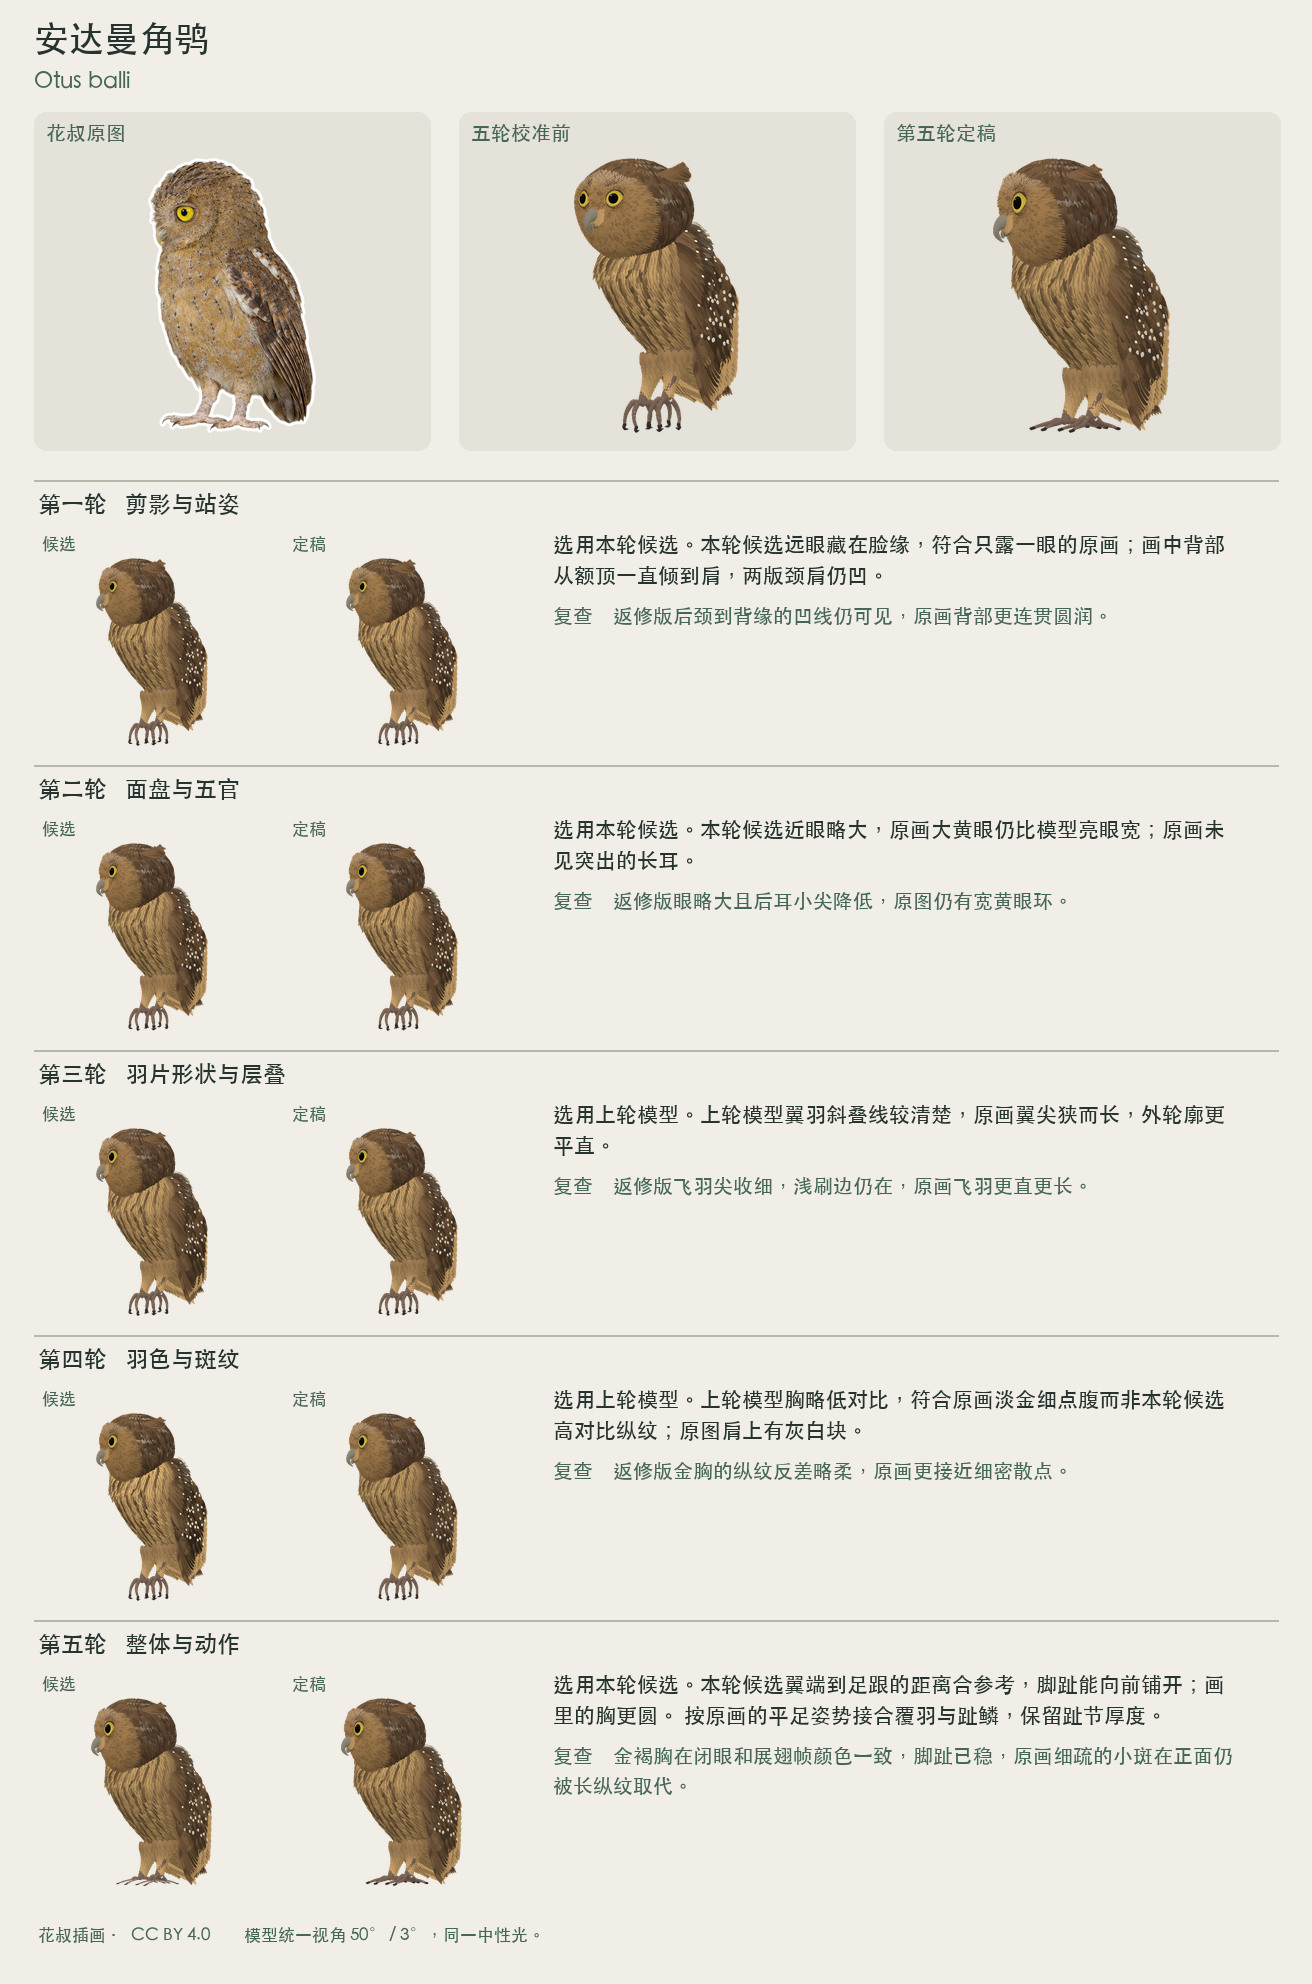 安达曼角鸮
Otus balli
花叔原图
五轮校准前
第五轮定稿
第一轮 剪影与站姿
候选
定稿
选用本轮候选。本轮候选远眼藏在脸缘，符合只露一眼的原画；画中背部
从额顶一直倾到肩，两版颈肩仍凹。
复查 返修版后颈到背缘的凹线仍可见，原画背部更连贯圆润。
第二轮 面盘与五官
候选
定稿
选用本轮候选。本轮候选近眼略大，原画大黄眼仍比模型亮眼宽；原画未
见突出的长耳。
复查 返修版眼略大且后耳小尖降低，原图仍有宽黄眼环。
第三轮 羽片形状与层叠
候选
定稿
选用上轮模型。上轮模型翼羽斜叠线较清楚，原画翼尖狭而长，外轮廓更
平直。
复查 返修版飞羽尖收细，浅刷边仍在，原画飞羽更直更长。
第四轮 羽色与斑纹
候选
定稿
选用上轮模型。上轮模型胸略低对比，符合原画淡金细点腹而非本轮候选
高对比纵纹；原图肩上有灰白块。
复查 返修版金胸的纵纹反差略柔，原画更接近细密散点。
第五轮 整体与动作
候选
定稿
选用本轮候选。本轮候选翼端到足跟的距离合参考，脚趾能向前铺开；画
里的胸更圆。 按原画的平足姿势接合覆羽与趾鳞，保留趾节厚度。
复查 金褐胸在闭眼和展翅帧颜色一致，脚趾已稳，原画细疏的小斑在正面仍
被长纵纹取代。
花叔插画 · CC BY 4.0 模型统一视角 50° / 3° ，同一中性光。